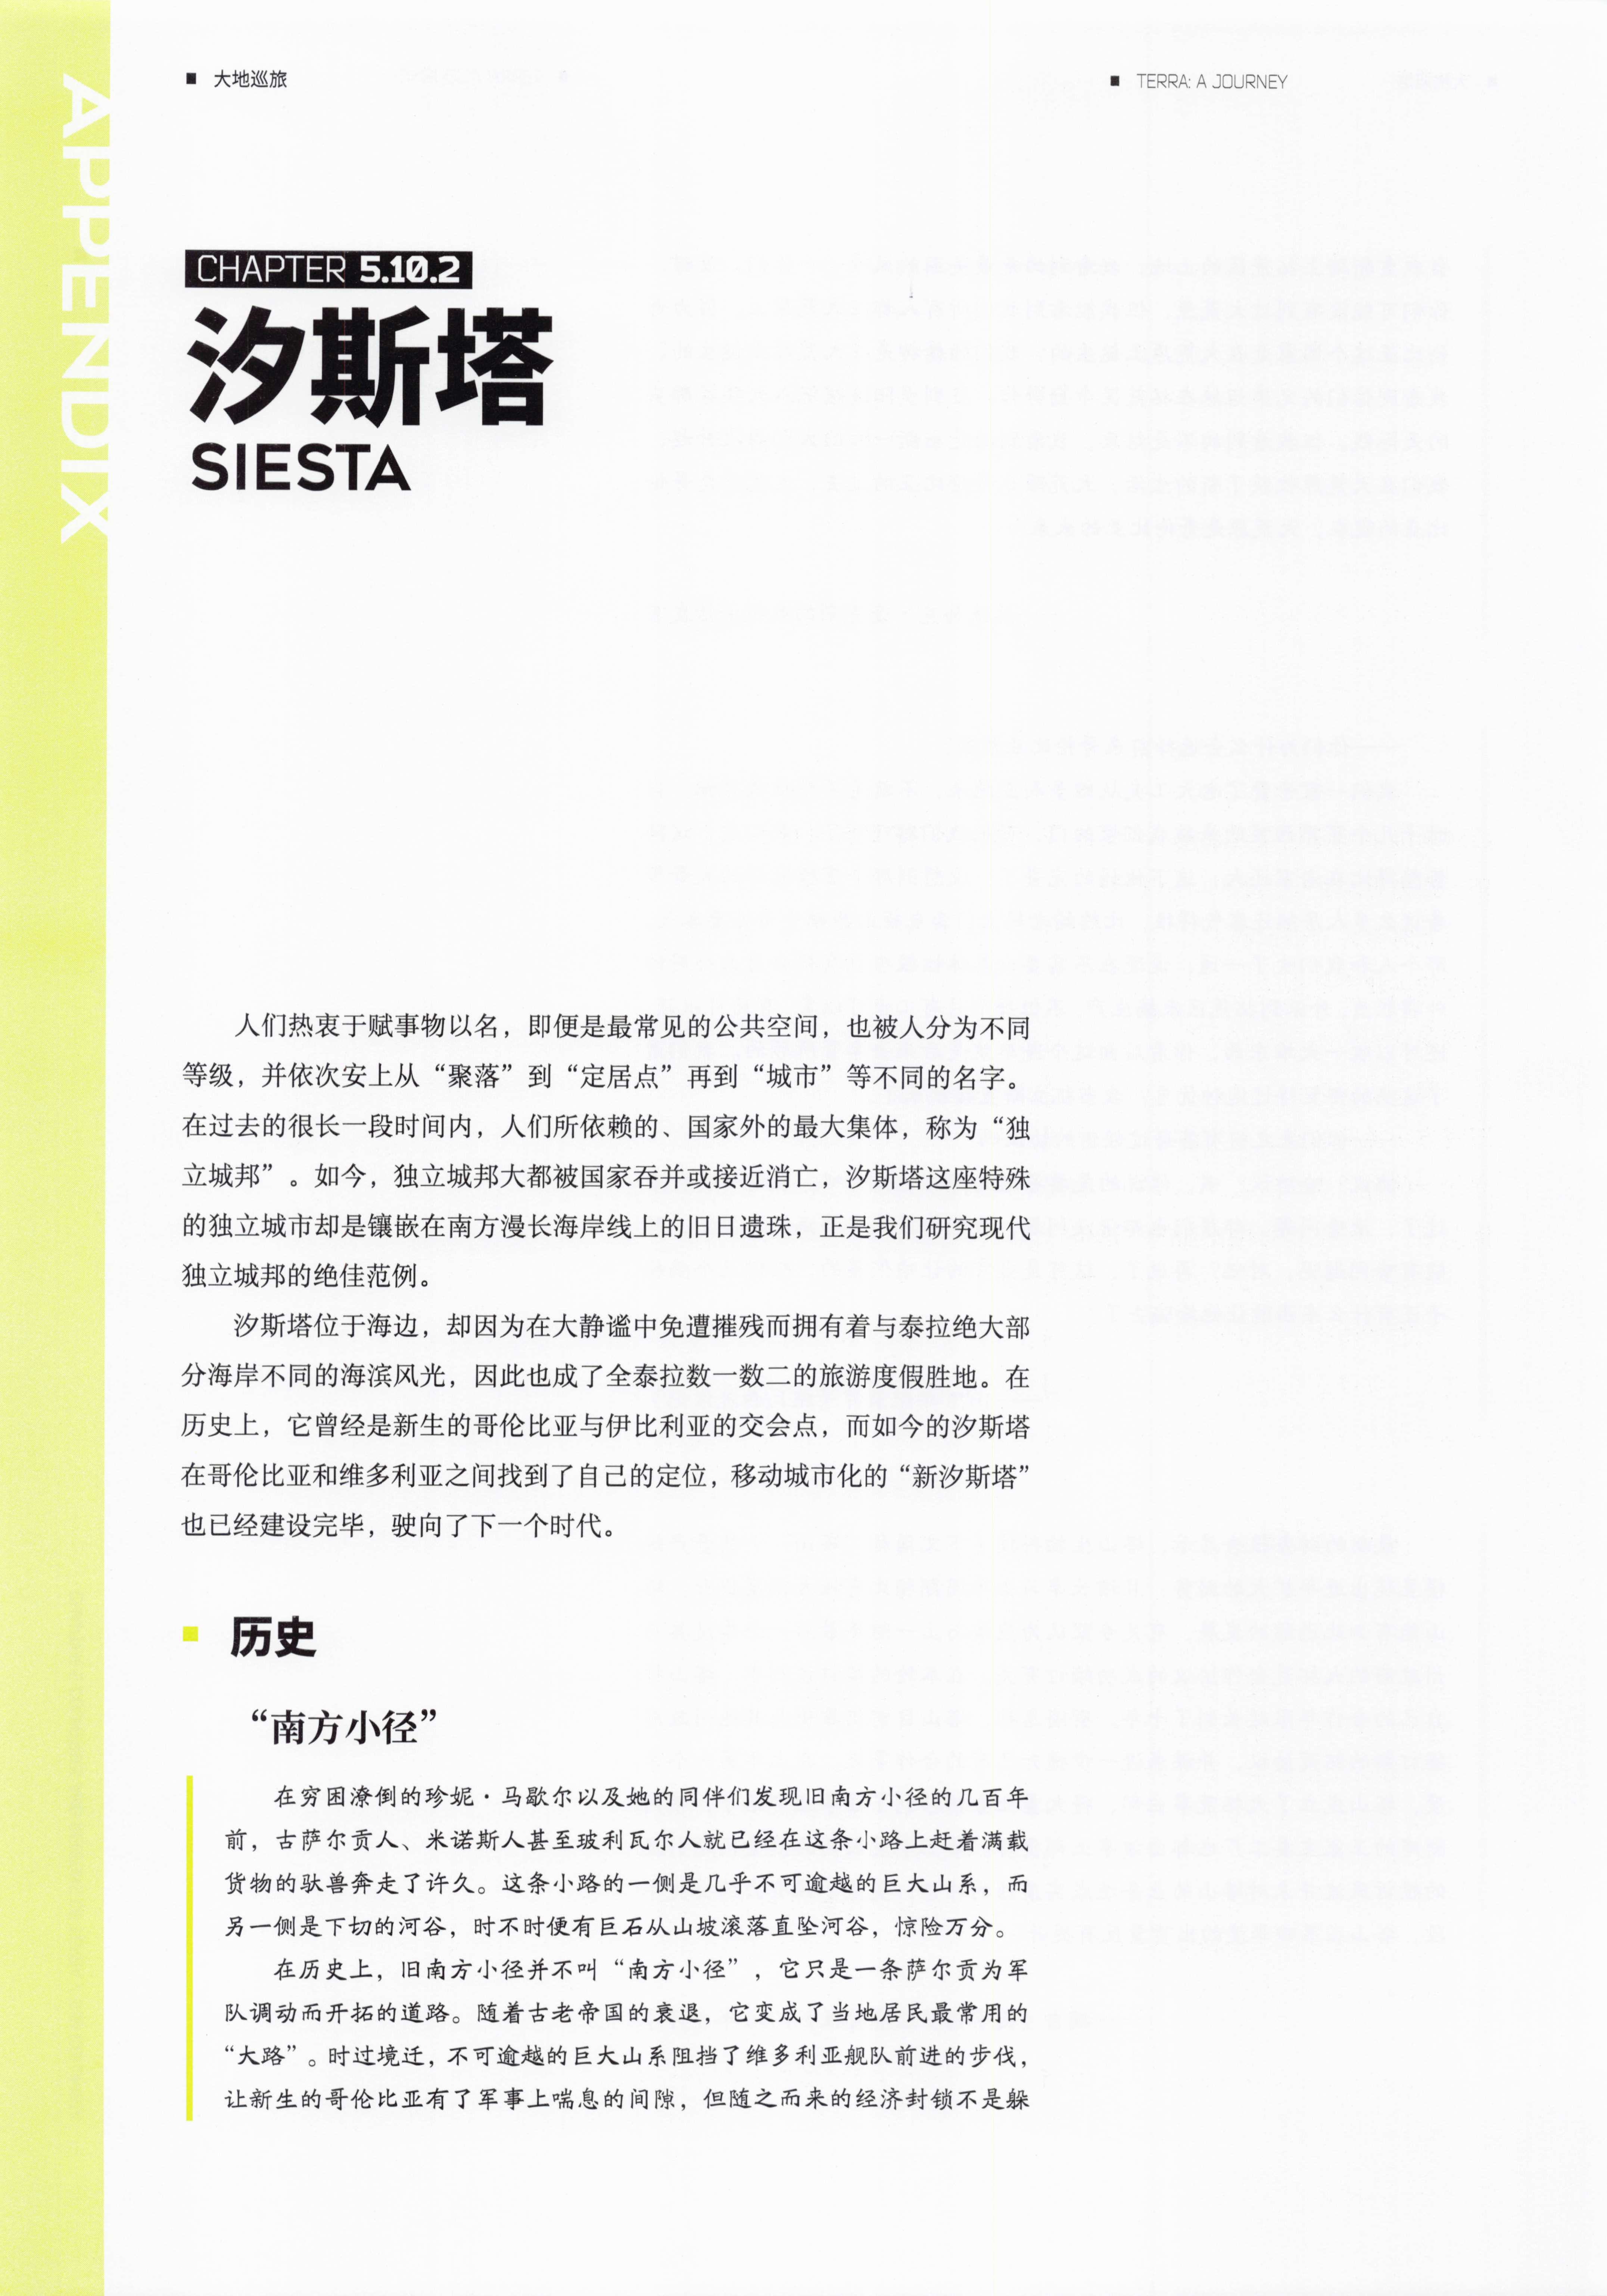 大地巡旅
TERRA: A JOURNEY
APPENDIX
CHAPTER 5.10.2
汐斯塔
SIESTA
人们热衷于赋事物以名，即便是最常见的公共空间，也被人分为不同
等级，并依次安上从“聚落”到“定居点”再到“城市”等不同的名字。
在过去的很长一段时间内，人们所依赖的、国家外的最大集体，称为“独
立城邦”。如今，独立城邦大都被国家吞并或接近消亡，汐斯塔这座特殊
的独立城市却是镶嵌在南方漫长海岸线上的旧日遗珠，正是我们研究现代
独立城邦的绝佳范例。
汐斯塔位于海边，却因为在大静谧中免遭摧残而拥有着与泰拉绝大部
分海岸不同的海滨风光，因此也成了全泰拉数一数二的旅游度假胜地。在
历史上，它曾经是新生的哥伦比亚与伊比利亚的交会点，而如今的汐斯塔
在哥伦比亚和维多利亚之间找到了自己的定位，移动城市化的“新汐斯塔”
也已经建设完毕，驶向了下一个时代。
历史
“南方小径”
在穷困潦倒的珍妮·马歇尔以及她的同伴们发现旧南方小径的几百年
前，古萨尔贡人、米诺斯人甚至玻利瓦尔人就已经在这条小路上赶着满载
货物的驮兽奔走了许久。这条小路的一侧是几乎不可逾越的巨大山系，而
另一侧是下切的河谷，时不时便有巨石从山坡滚落直坠河谷，惊险万分。
在历史上，旧南方小径并不叫“南方小径”，它只是一条萨尔贡为军
队调动而开拓的道路。随着古老帝国的衰退，它变成了当地居民最常用的
“大路”。时过境迁，不可逾越的巨大山系阻挡了维多利亚舰队前进的步伐，
让新生的哥伦比亚有了军事上喘息的间隙，但随之而来的经济封锁不是躲